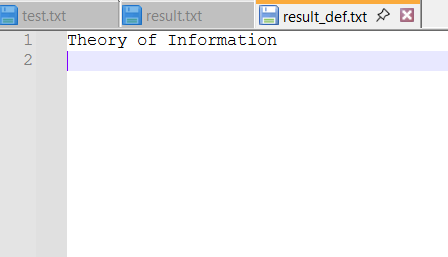 test.txt result.txt result_def.txt
1 Theory of Information
2